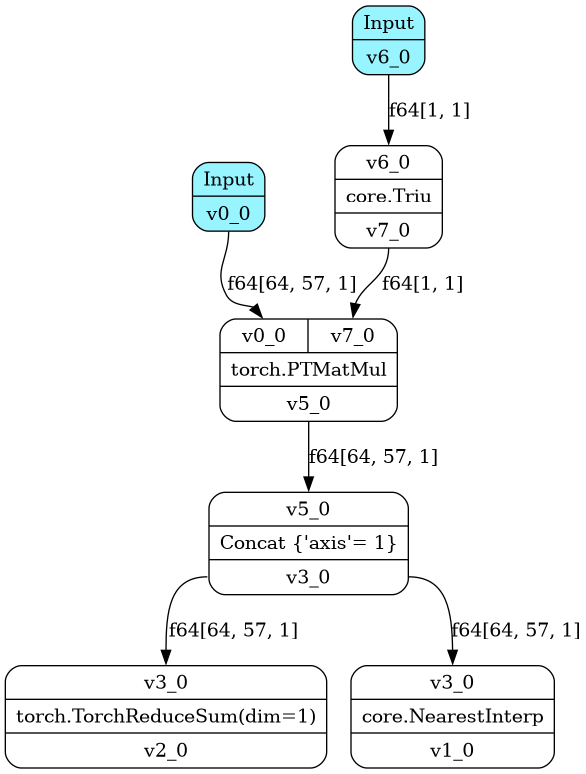 Input
v6_0
f64[1, 1]
v6_0
core.Triu
v7_0
Input
v0_0
f64[64, 57, 1]
f64[1, 1]
v0_0 v7_0
torch.PTMatMul
v5_0
f64[64, 57, 1]
v5_0
Concat {'axis'= 1}
v3_0
f64[64, 57, 1]
f64[64, 57, 1]
v3_0
torch.TorchReduceSum(dim=1)
v2_0
v3_0
core.NearestInterp
v1_0